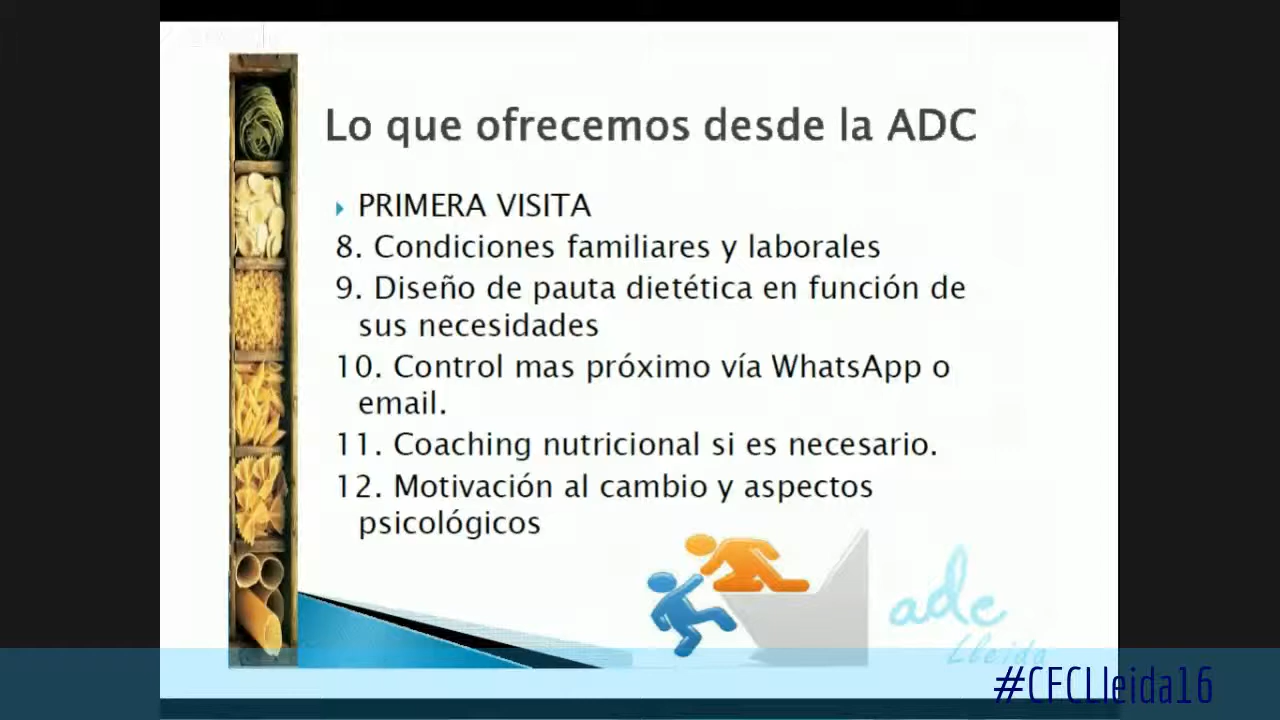 Lo que ofrecemos desde la ADC
PRIMERA VISITA
8. Condiciones familiares y laborales
9. Diseño de pauta dietética en función de
sus necesidades
10. Control mas próximo vía WhatsApp o
email.
11. Coaching nutricional si es necesario.
12. Motivación al cambio y aspectos
psicológicos
adc
Lleida
#CFCLleida16